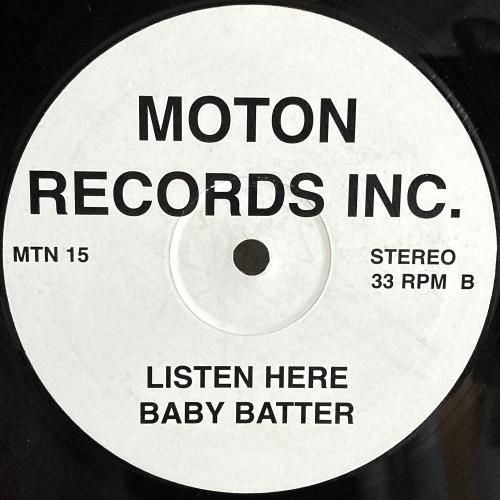 MOTON
RECORDS INC.
MTN 15
STEREO
33 RPM B
LISTEN HERE
BABY BATTER